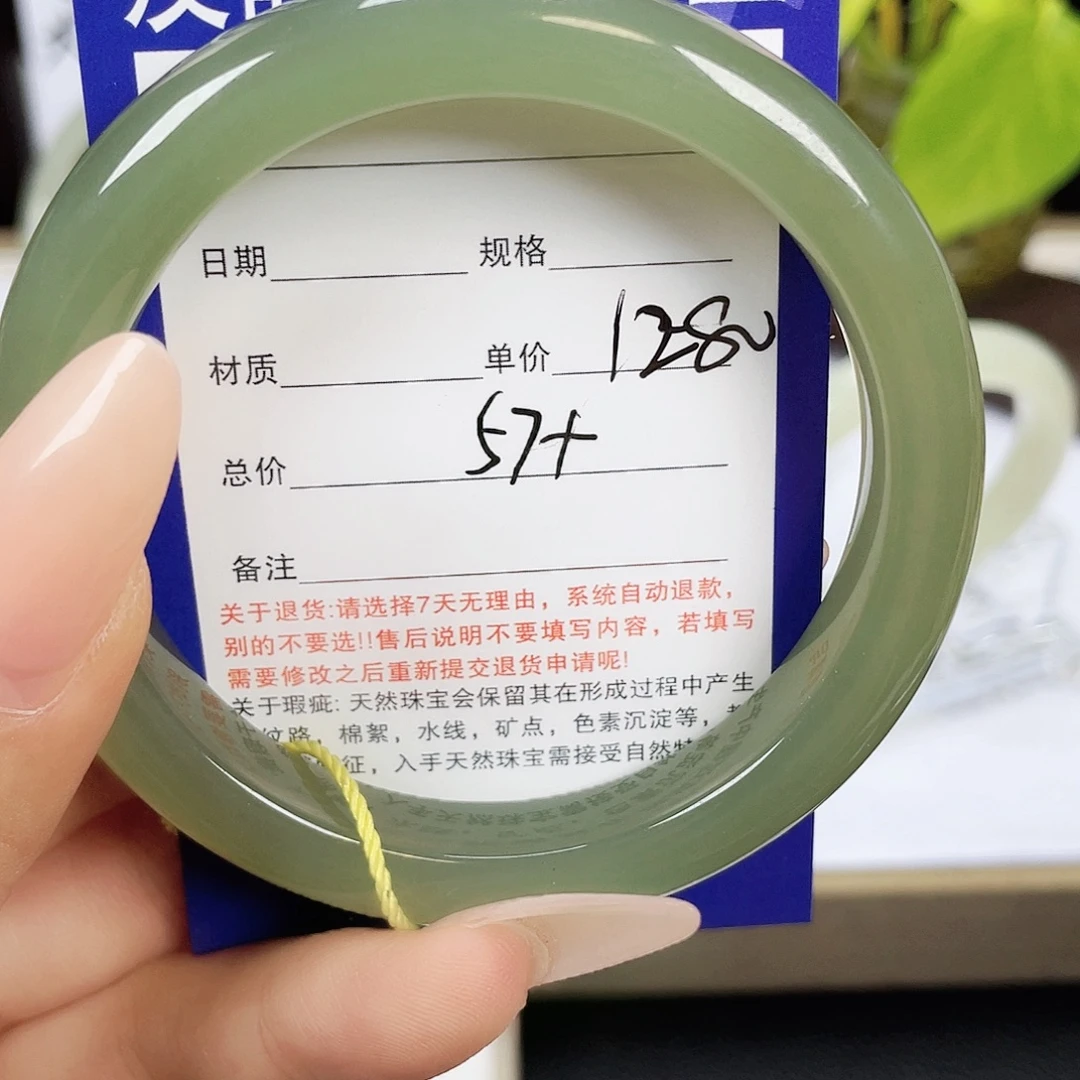 日期 规格
材质 单价 1280
总价 57+
备注
关于退货:请选择7天无理由，系统自动退款，
别的不要选!!售后说明不要填写内容，若填写
需要修改之后重新提交退货申请呢!
关于瑕疵: 天然珠宝会保留其在形成过程中产生
纹路，棉絮，水线，矿点，色素沉淀等，
征，入手天然珠宝需接受自然